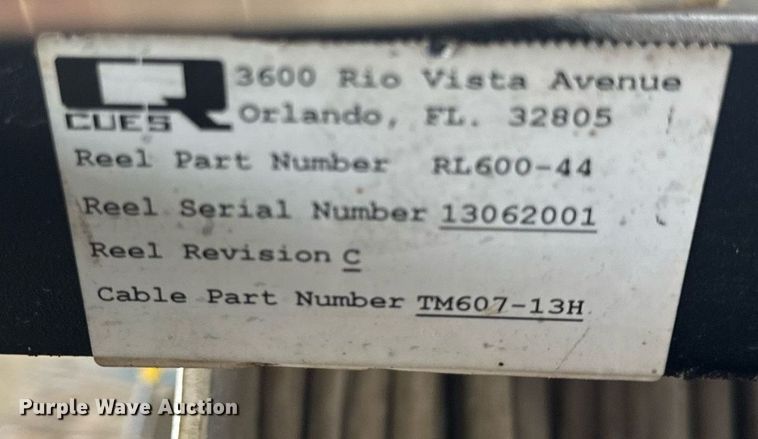 3600 Rio Vista Avenue
CUES Orlando, FL. 32805
Reel Part Number RL600-44
Reel Serial Number 13062001
Reel Revision C
Cable Part Number TM607-13H
Purple Wave Auction